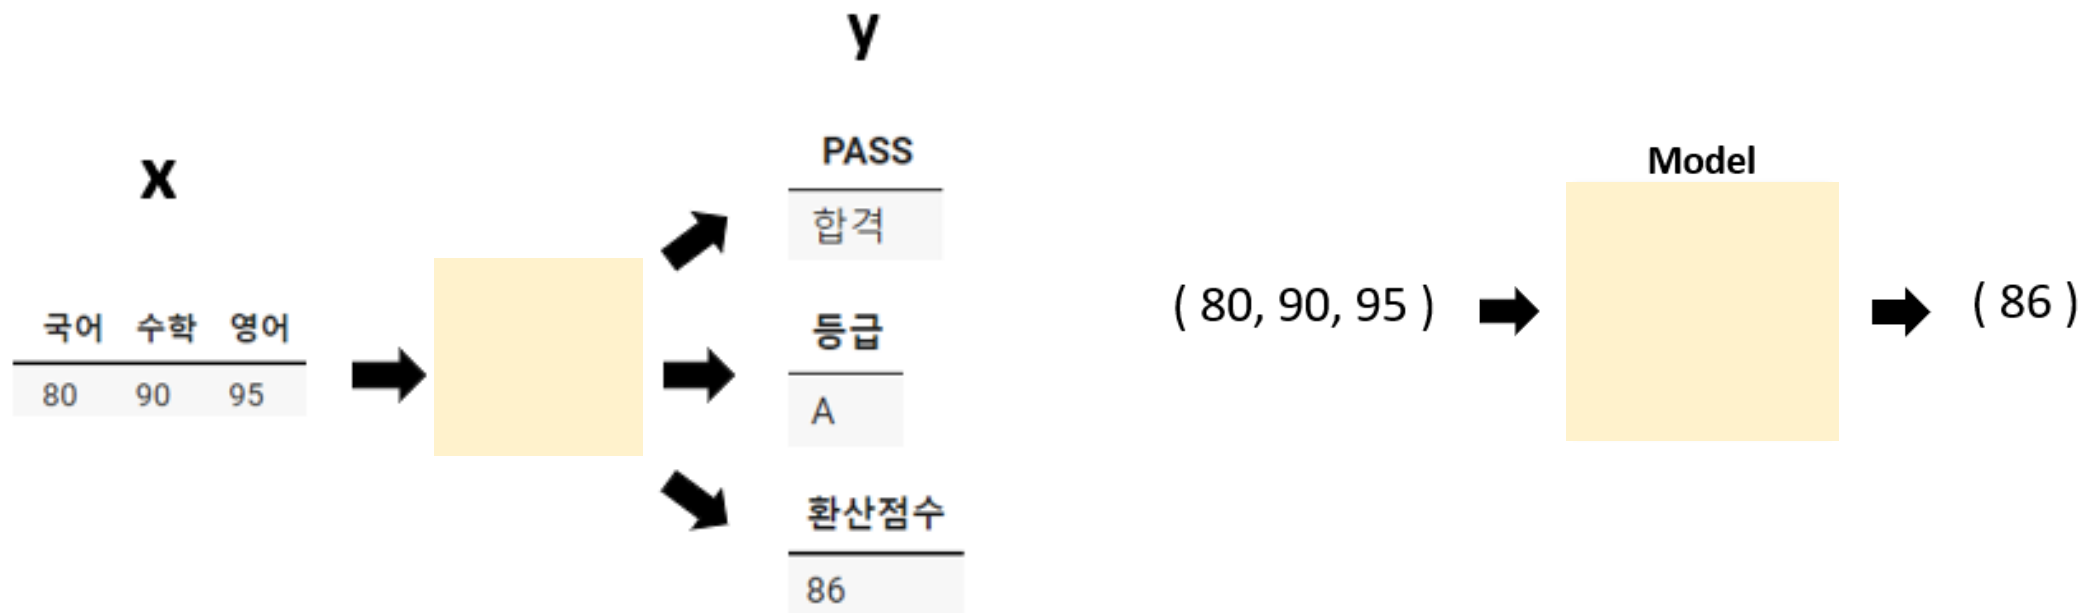 x
국어 수학 영어
80 90 95
y
PASS
합격
등급
A
환산점수
86
Model
( 80, 90, 95 )
( 86 )